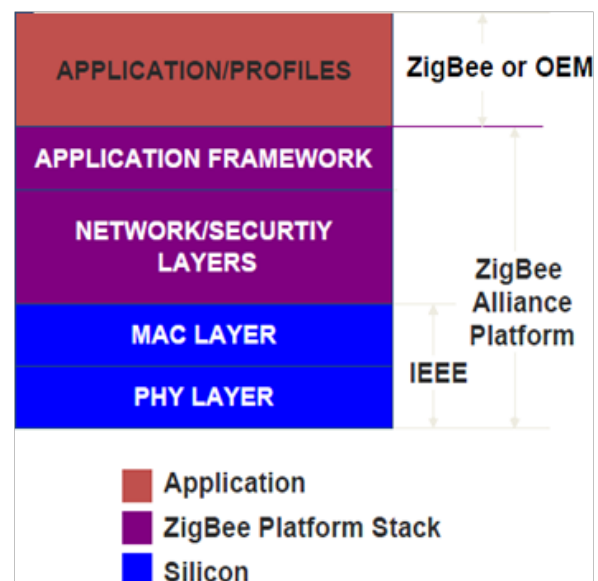 APPLICATION/PROFILES
ZigBee or OEM
APPLICATION FRAMEWORK
NETWORK/SECURTIY
LAYERS
ZigBee
Alliance
Platform
MAC LAYER
IEEE
PHY LAYER
Application
ZigBee Platform Stack
Silicon